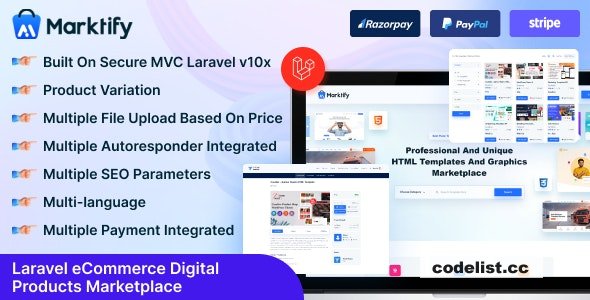 Marktify
Razorpay
PayPal
stripe
Built On Secure MVC Laravel v10x
Product Variation
Multiple File Upload Based On Price
Multiple Autoresponder Integrated
Multiple SEO Parameters
Multi-language
Multiple Payment Integrated
Marktify
Professional And Unique
HTML Templates And Graphics
Marketplace
Laravel eCommerce Digital
Products Marketplace
codelist.cc